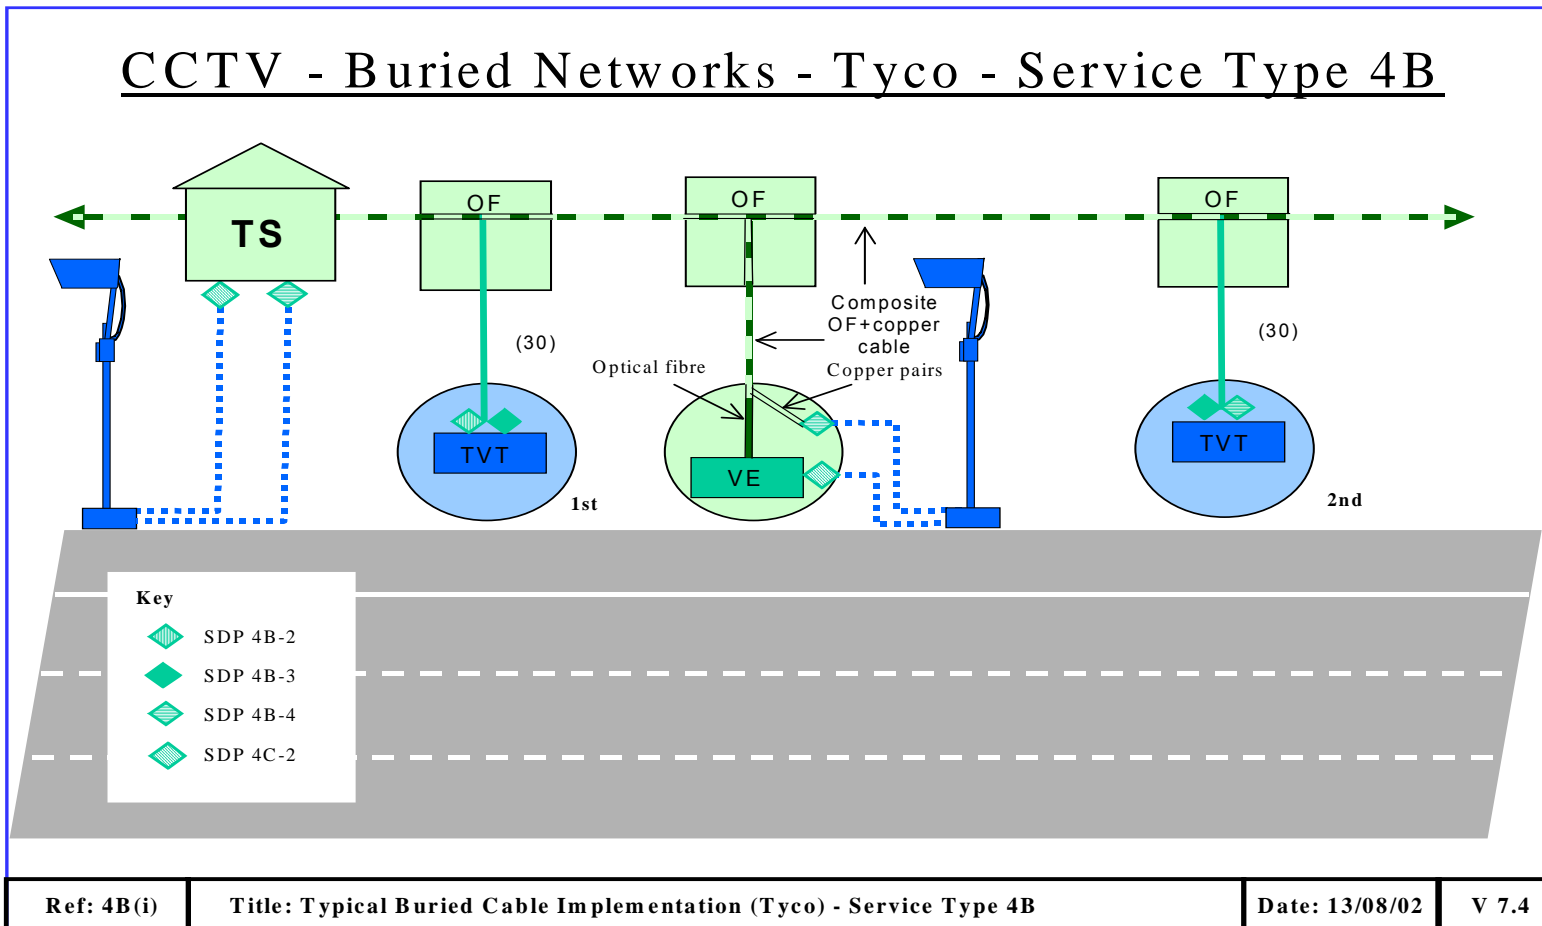 CCTV - Buried Networks - Tyco - Service Type 4B
OF
OF
OF
TS
Composite
OF+copper
cable
(30)
(30)
Optical fibre
Copper pairs
TVT
VE
TVT
1st
2nd
Key
SDP 4B-2
SDP 4B-3
SDP 4B-4
SDP 4C-2
Ref: 4B(i)
Title: Typical Buried Cable Implementation (Tyco) - Service Type 4B
Date: 13/08/02
V 7.4